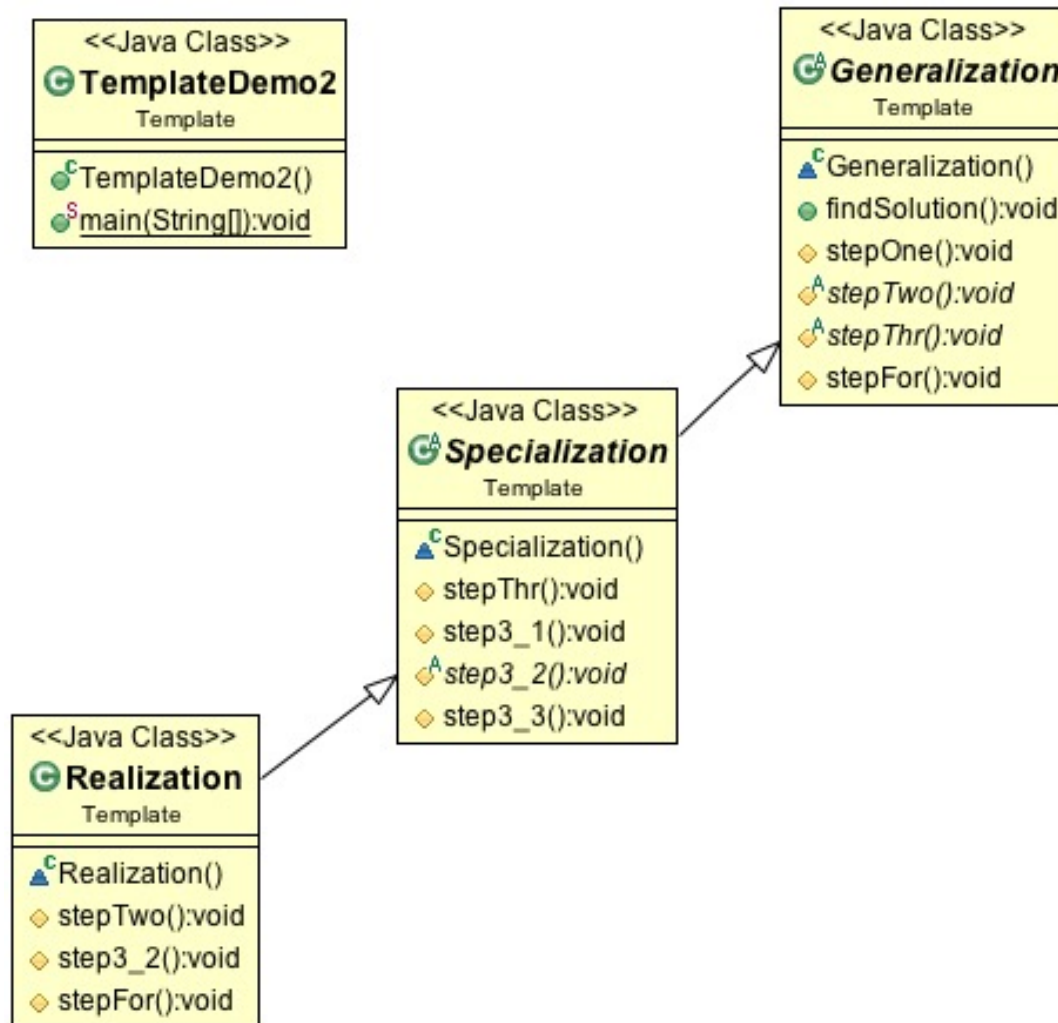 <<Java Class>>
TemplateDemo2
Template
TemplateDemo2()
main(String[]):void
<<Java Class>>
Generalization
Template
Generalization()
findSolution():void
stepOne():void
stepTwo():void
stepThr():void
stepFor():void
<<Java Class>>
Specialization
Template
Specialization()
stepThr():void
step3_1():void
step3_2():void
step3_3():void
<<Java Class>>
Realization
Template
Realization()
stepTwo():void
step3_2():void
stepFor():void